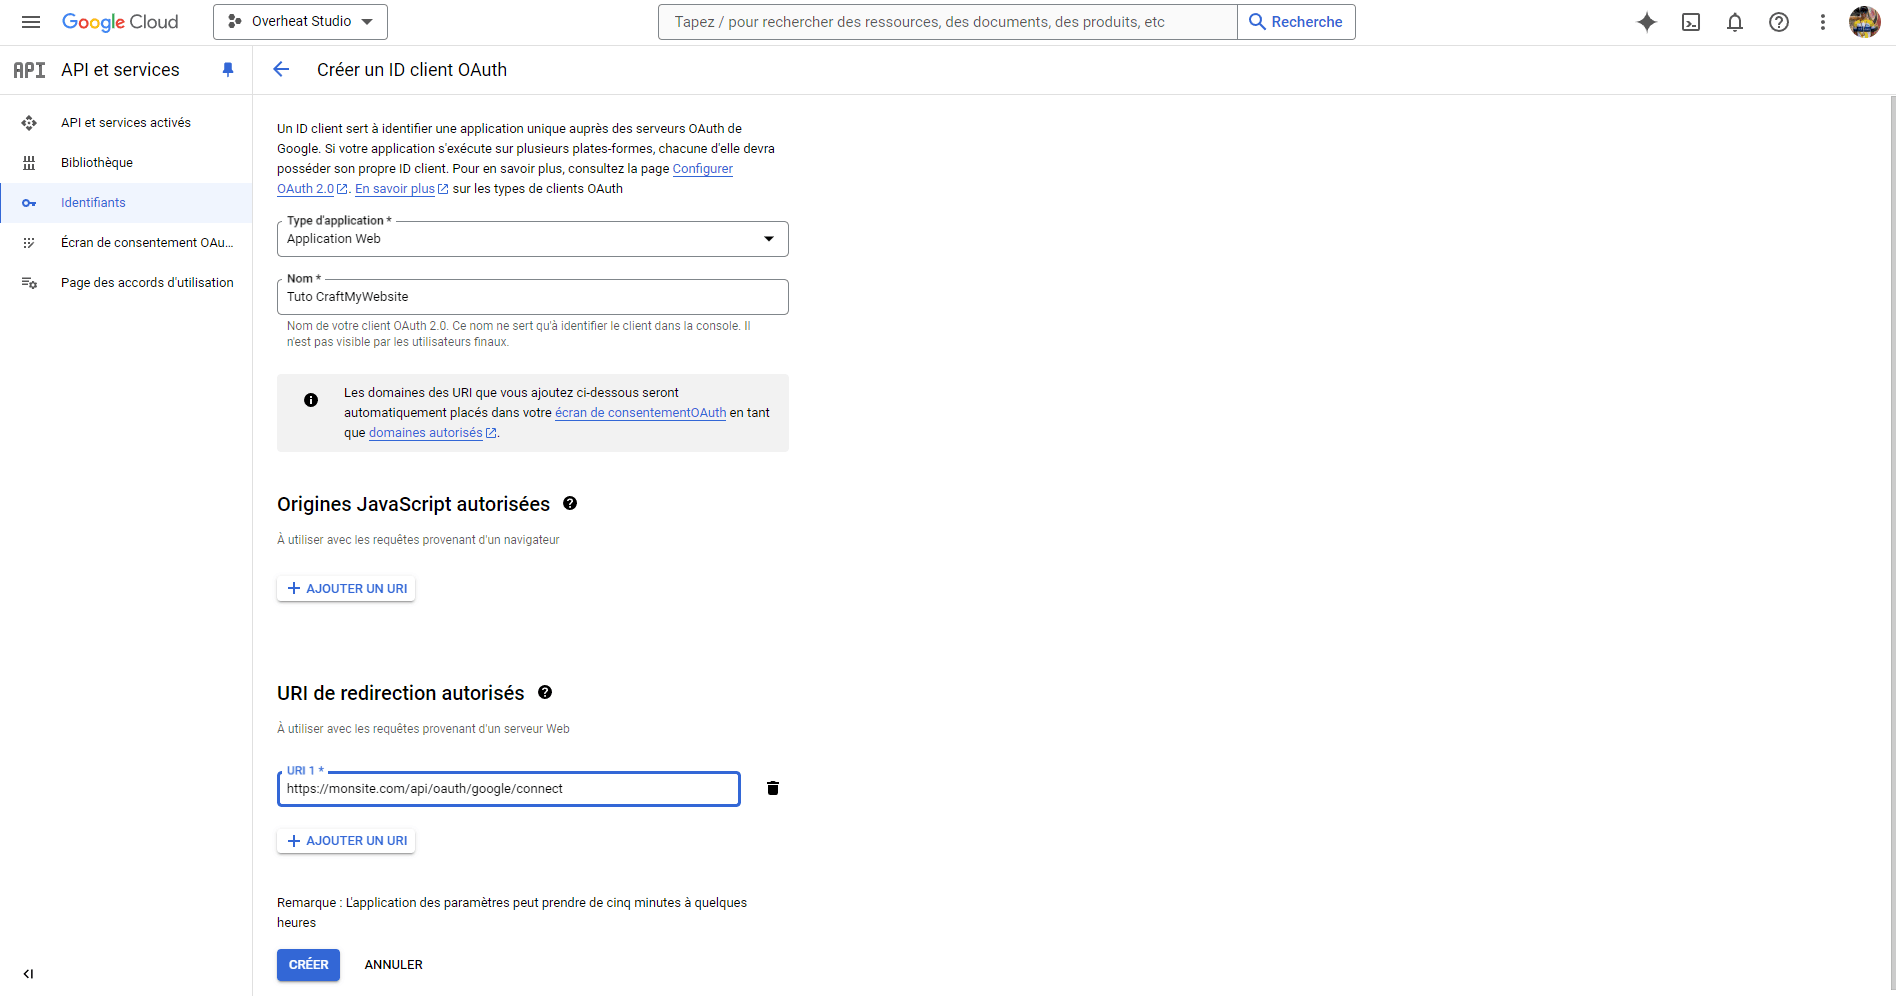 Google Cloud
Overheat Studio
Tapez / pour rechercher des ressources, des documents, des produits, etc
Recherche
API
API et services
Créer un ID client OAuth
API et services activés
Bibliothèque
Identifiants
Écran de consentement OAu...
Page des accords d'utilisation
Un ID client sert à identifier une application unique auprès des serveurs OAuth de
Google. Si votre application s'exécute sur plusieurs plates-formes, chacune d'elle devra
posséder son propre ID client. Pour en savoir plus, consultez la page Configurer
OAuth 2.0. En savoir plus sur les types de clients OAuth
Type d'application *
Application Web
Nom *
Tuto CraftMyWebsite
Nom de votre client OAuth 2.0. Ce nom ne sert qu'à identifier le client dans la console. Il
n'est pas visible par les utilisateurs finaux.
Les domaines des URI que vous ajoutez ci-dessous seront
automatiquement placés dans votre écran de consentementOAuth en tant
que domaines autorisés.
Origines JavaScript autorisées
À utiliser avec les requêtes provenant d'un navigateur
AJOUTER UN URI
URI de redirection autorisés
À utiliser avec les requêtes provenant d'un serveur Web
URI 1 *
https://monsite.com/api/oauth/google/connect
AJOUTER UN URI
Remarque : L'application des paramètres peut prendre de cinq minutes à quelques
heures
CRÉER
ANNULER